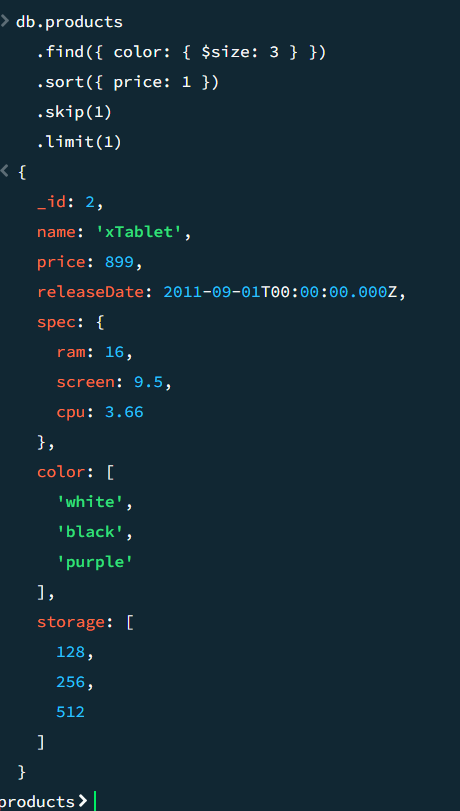 > db.products
.find({ color: { $size: 3 } })
.sort({ price: 1 })
.skip(1)
.limit(1)
< {
_id: 2,
name: 'xTablet',
price: 899,
releaseDate: 2011-09-01T00:00:00.000Z,
spec: {
ram: 16,
screen: 9.5,
cpu: 3.66
},
color: [
'white',
'black',
'purple'
],
storage: [
128,
256,
512
]
}
products>